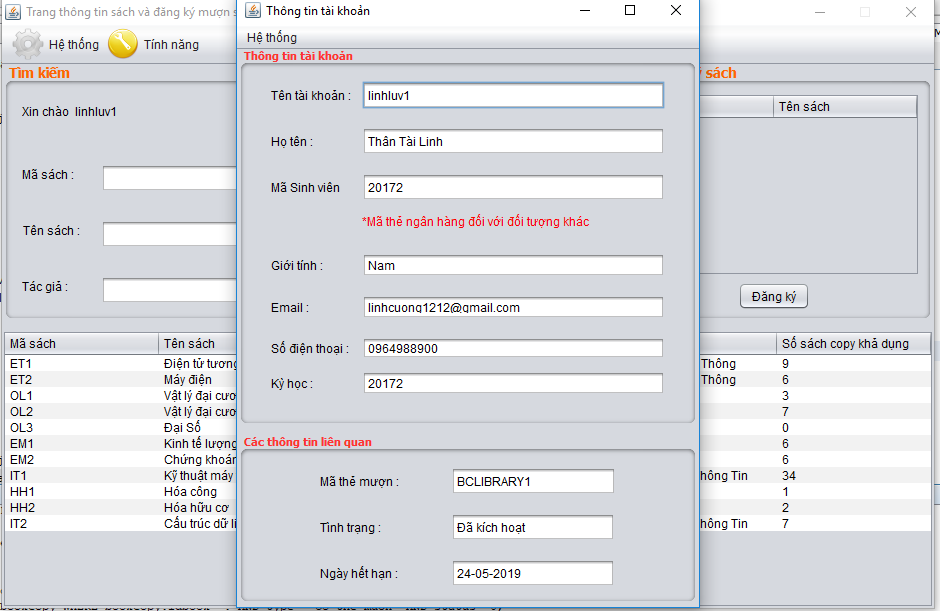 Trang thông tin sách và đăng ký mượn s
Hệ thống
Tính năng
Tìm kiếm
Xin chào linhluv1
Mã sách :
Tên sách :
Tác giả :
Thông tin tài khoản
Hệ thống
Thông tin tài khoản
Tên tài khoản : linhluv1
Họ tên : Thân Tài Linh
Mã Sinh viên 20172
*Mã thẻ ngân hàng đối với đối tượng khác
Giới tính : Nam
Email : linhcuong1212@gmail.com
Số điện thoại : 0964988900
Kỳ học : 20172
Các thông tin liên quan
Mã thẻ mượn : BCLIBRARY1
Tình trạng : Đã kích hoạt
Ngày hết hạn : 24-05-2019
sách
Tên sách
Đăng ký
Mã sách Tên sách Số sách copy khả dụng
ET1 Điện tử tương Thông 9
ET2 Máy điện Thông 6
OL1 Vật lý đại cươ 3
OL2 Vật lý đại cươ 7
OL3 Đại Số 0
EM1 Kinh tế lượng 6
EM2 Chứng khoán 6
IT1 Kỹ thuật máy hông Tin 34
HH1 Hóa công 1
HH2 Hóa hữu cơ 2
IT2 Cấu trúc dữ li hông Tin 7